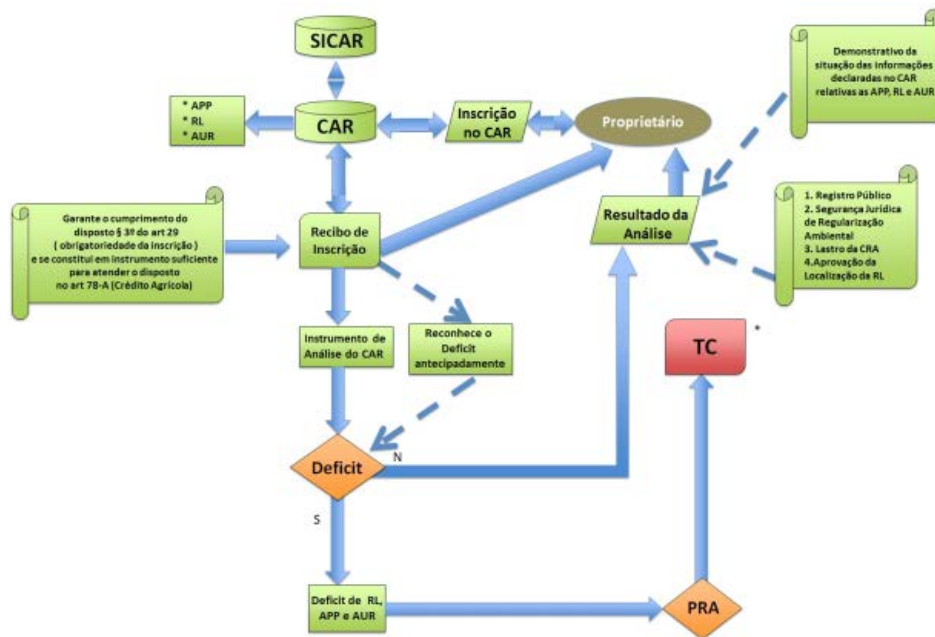 SICAR
* APP
* RL
* AUR
CAR
Inscrição
no CAR
Proprietário
Demonstrativo da
situação das informações
declaradas no CAR
relativas as APP, RL e AUR
Garante o cumprimento do
disposto § 3º do art 29
( obrigatoriedade da inscrição )
e se constitui em instrumento suficiente
para atender o disposto
no art 78-A (Crédito Agrícola)
Recibo de
Inscrição
Resultado da
Análise
1. Registro Público
2. Segurança Jurídica
de Regularização
Ambiental
3. Lastro da CRA
4.Aprovação da
Localização da RL
Instrumento de
Análise do CAR
Reconhece o
Deficit
antecipadamente
TC
*
Deficit
N
S
Deficit de RL,
APP e AUR
PRA